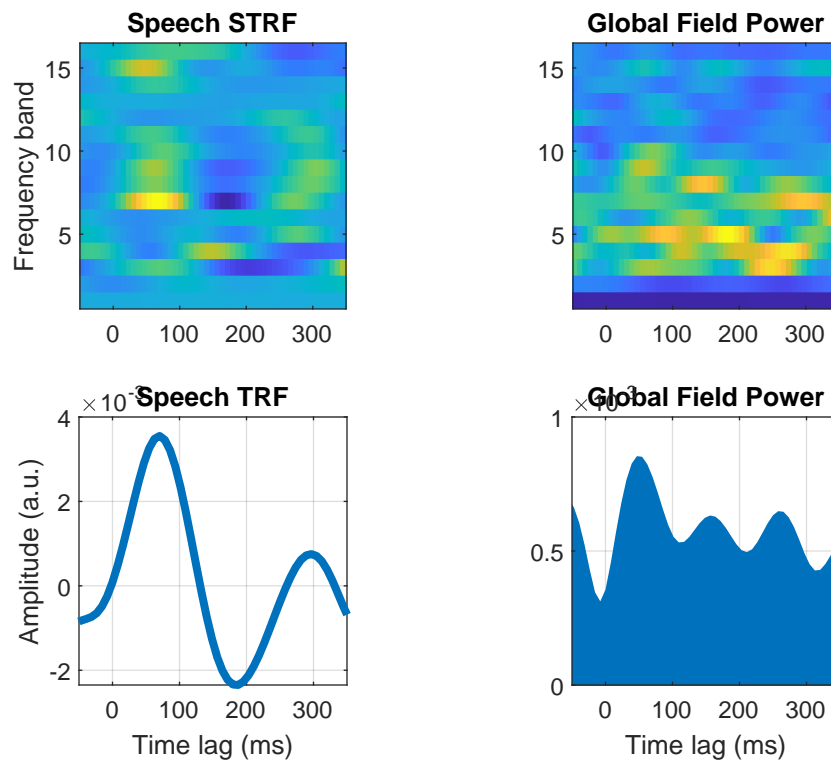 Speech STRF
Frequency band
15
10
5
0 100 200 300
Global Field Power
15
10
5
0 100 200 300
Speech TRF
× 10⁻³
Amplitude (a.u.)
4
2
0
-2
0 100 200 300
Time lag (ms)
Global Field Power
× 10⁻³
1
0.5
0
0 100 200 300
Time lag (ms)